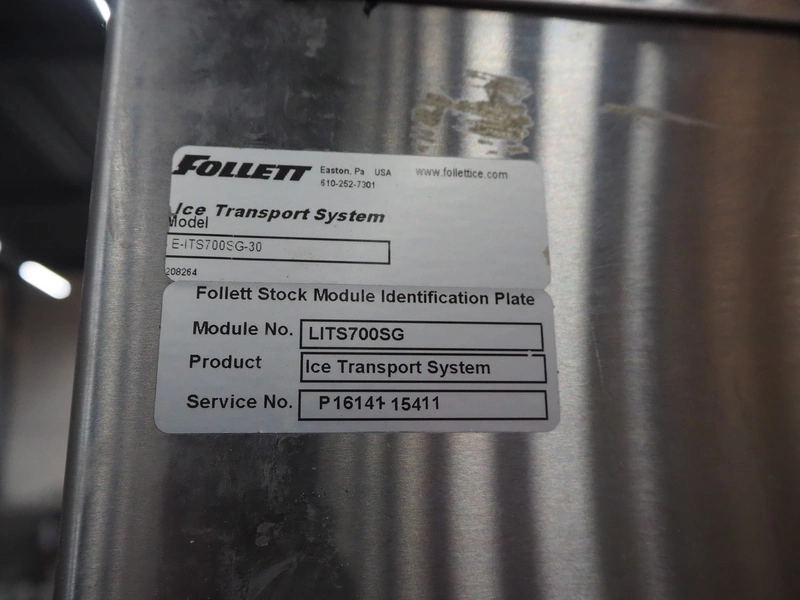 FOLLETT Easton, Pa USA www.follettice.com
610-252-7301
Ice Transport System
Model
E-ITS700SG-30
208264
Follett Stock Module Identification Plate
Module No. LITS700SG
Product Ice Transport System
Service No. P16141-15411